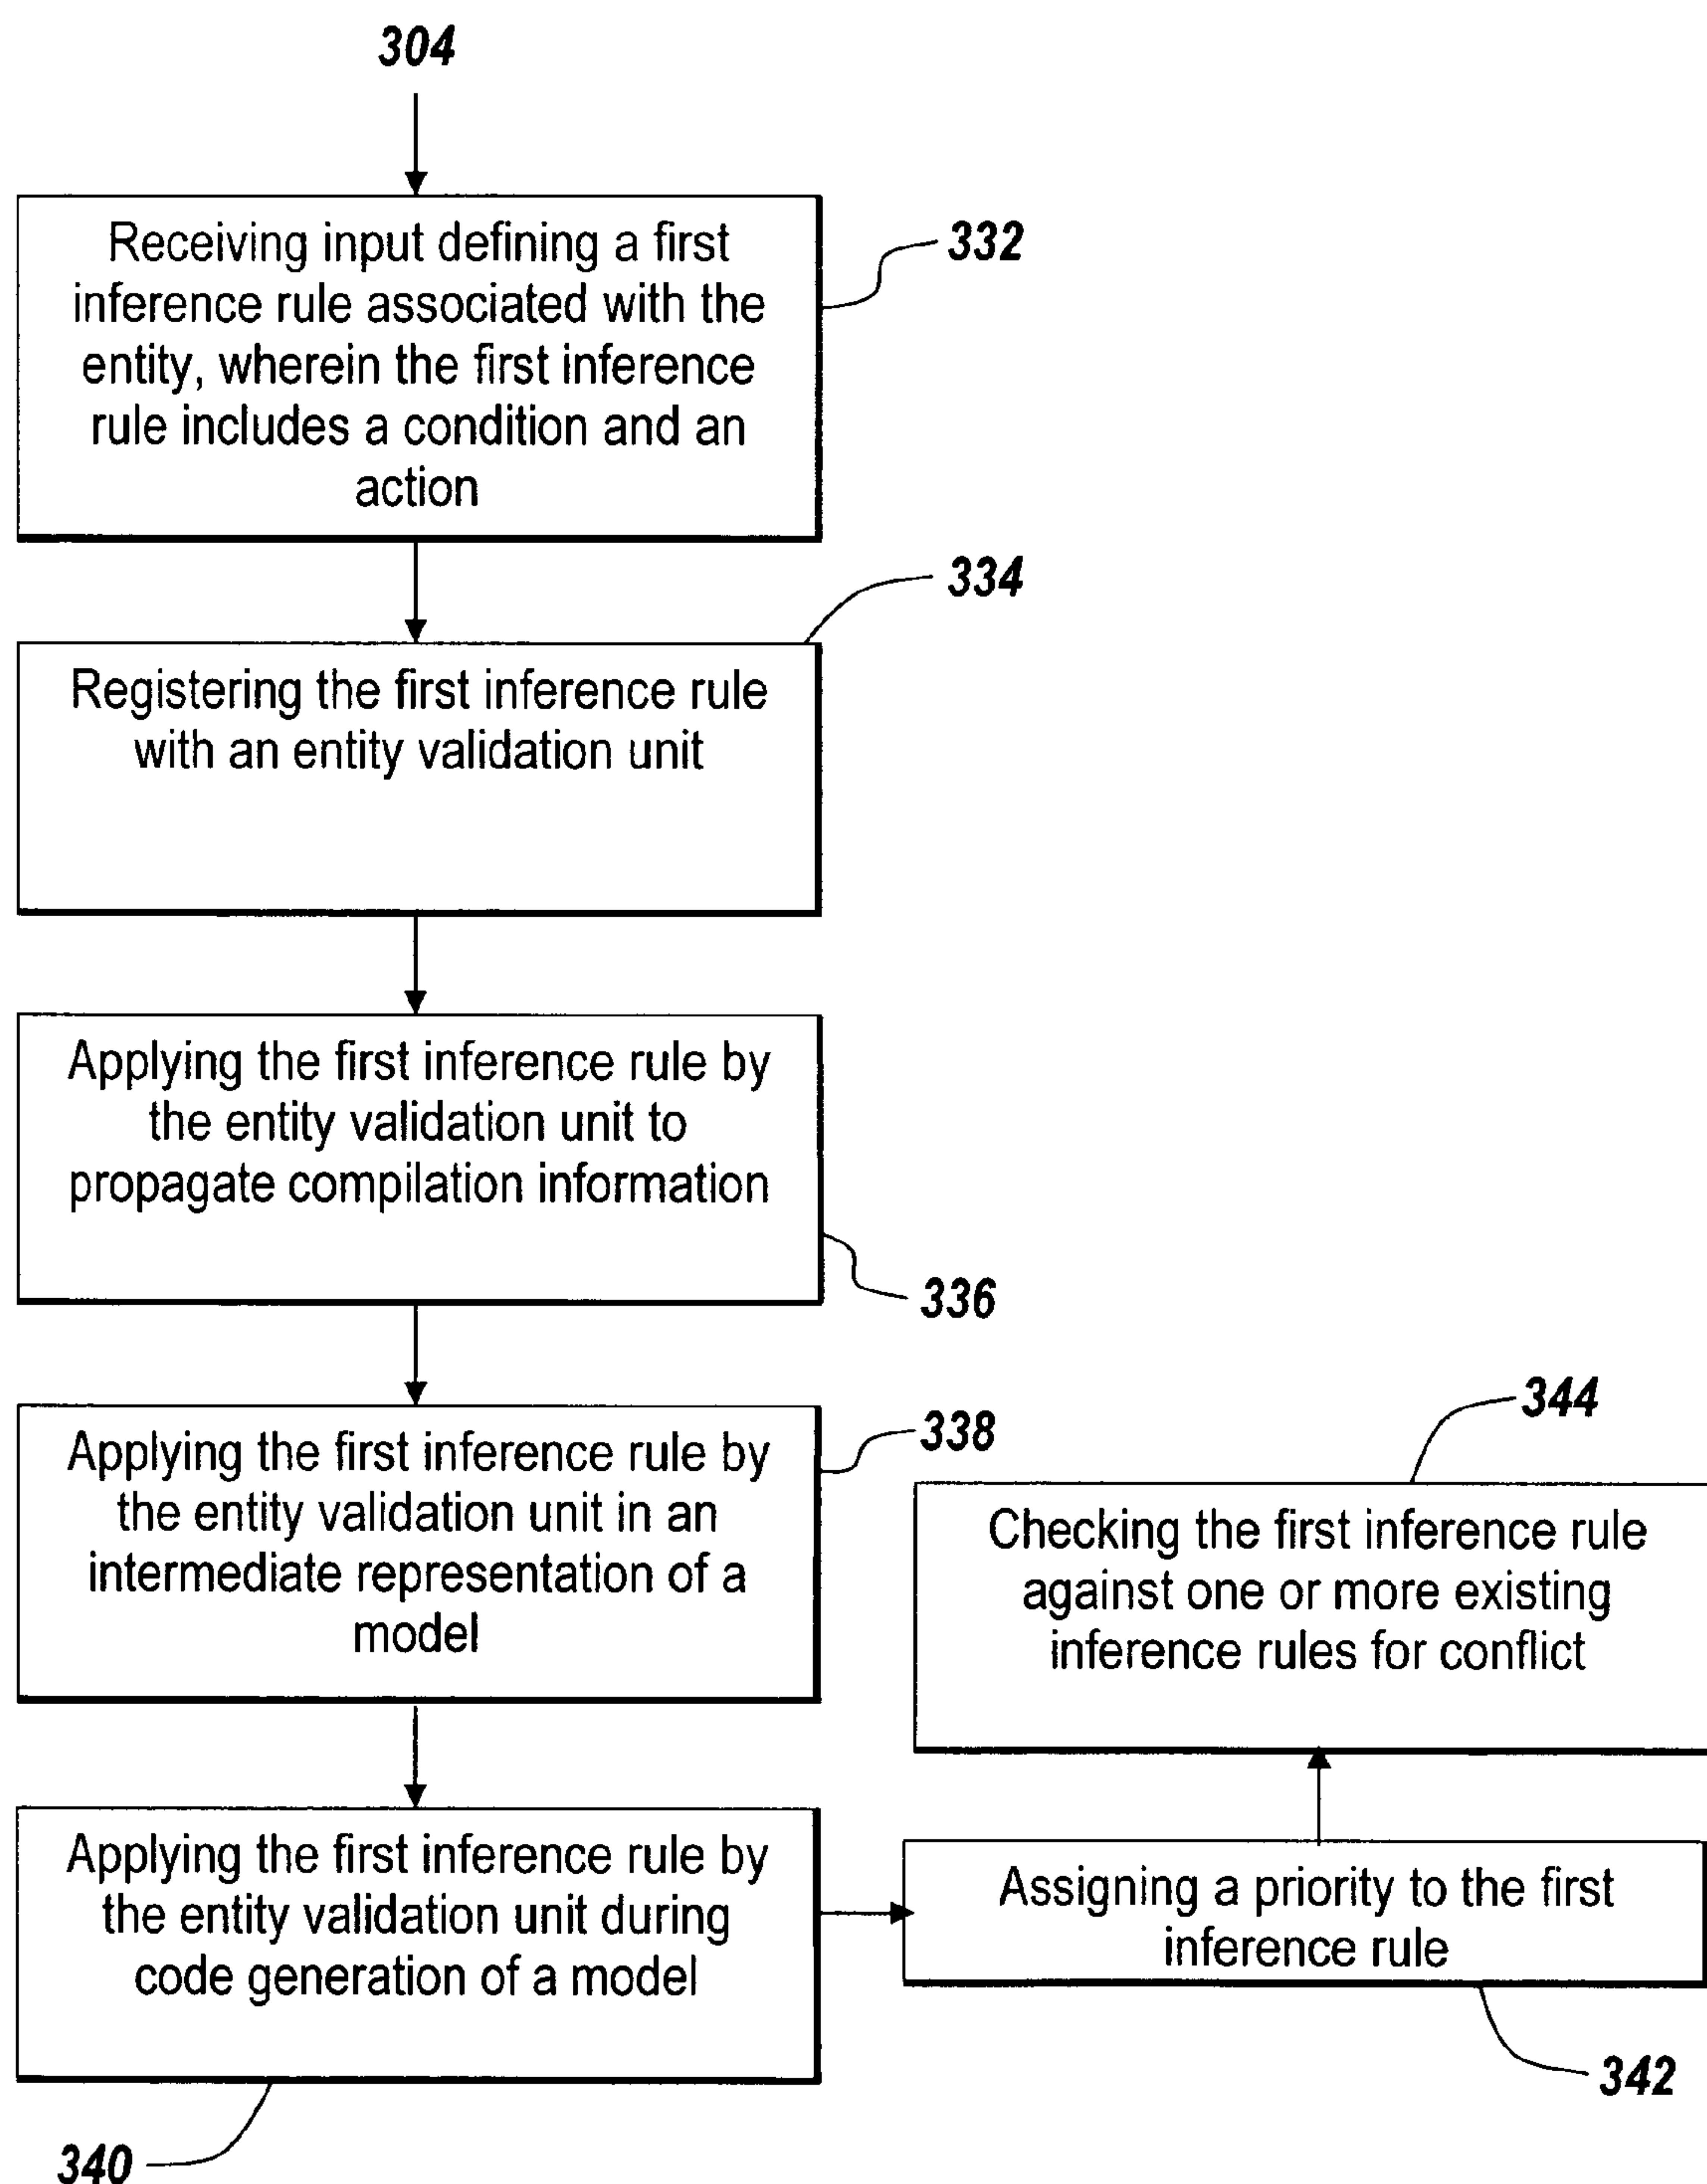 304
Receiving input defining a first
inference rule associated with the
entity, wherein the first inference
rule includes a condition and an
action
332
Registering the first inference rule
with an entity validation unit
334
Applying the first inference rule by
the entity validation unit to
propagate compilation information
336
Applying the first inference rule by
the entity validation unit in an
intermediate representation of a
model
338
Applying the first inference rule by
the entity validation unit during
code generation of a model
340
Assigning a priority to the first
inference rule
342
Checking the first inference rule
against one or more existing
inference rules for conflict
344